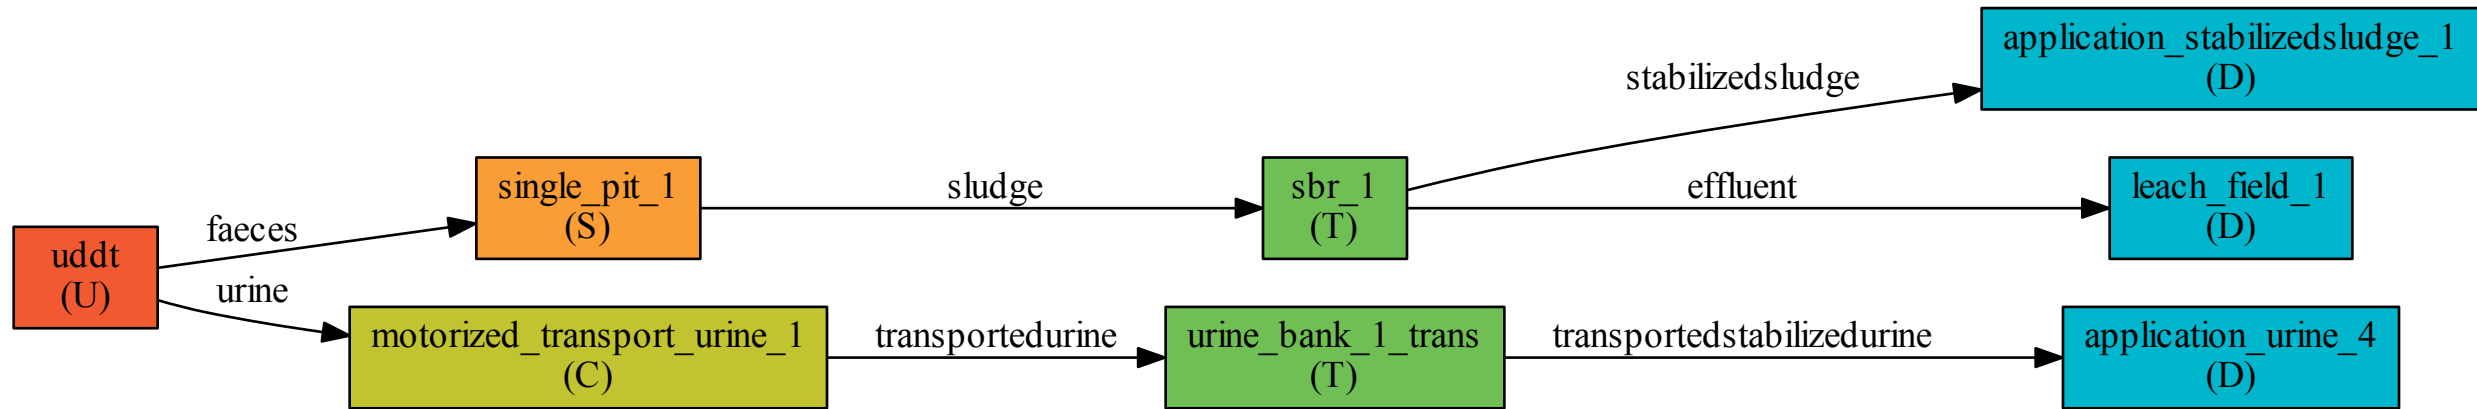 uddt
(U)
faeces
urine
single_pit_1
(S)
motorized_transport_urine_1
(C)
sludge
transportedurine
sbr_1
(T)
urine_bank_1_trans
(T)
stabilizedsludge
effluent
transportedstabilizedurine
application_stabilizedsludge_1
(D)
leach_field_1
(D)
application_urine_4
(D)